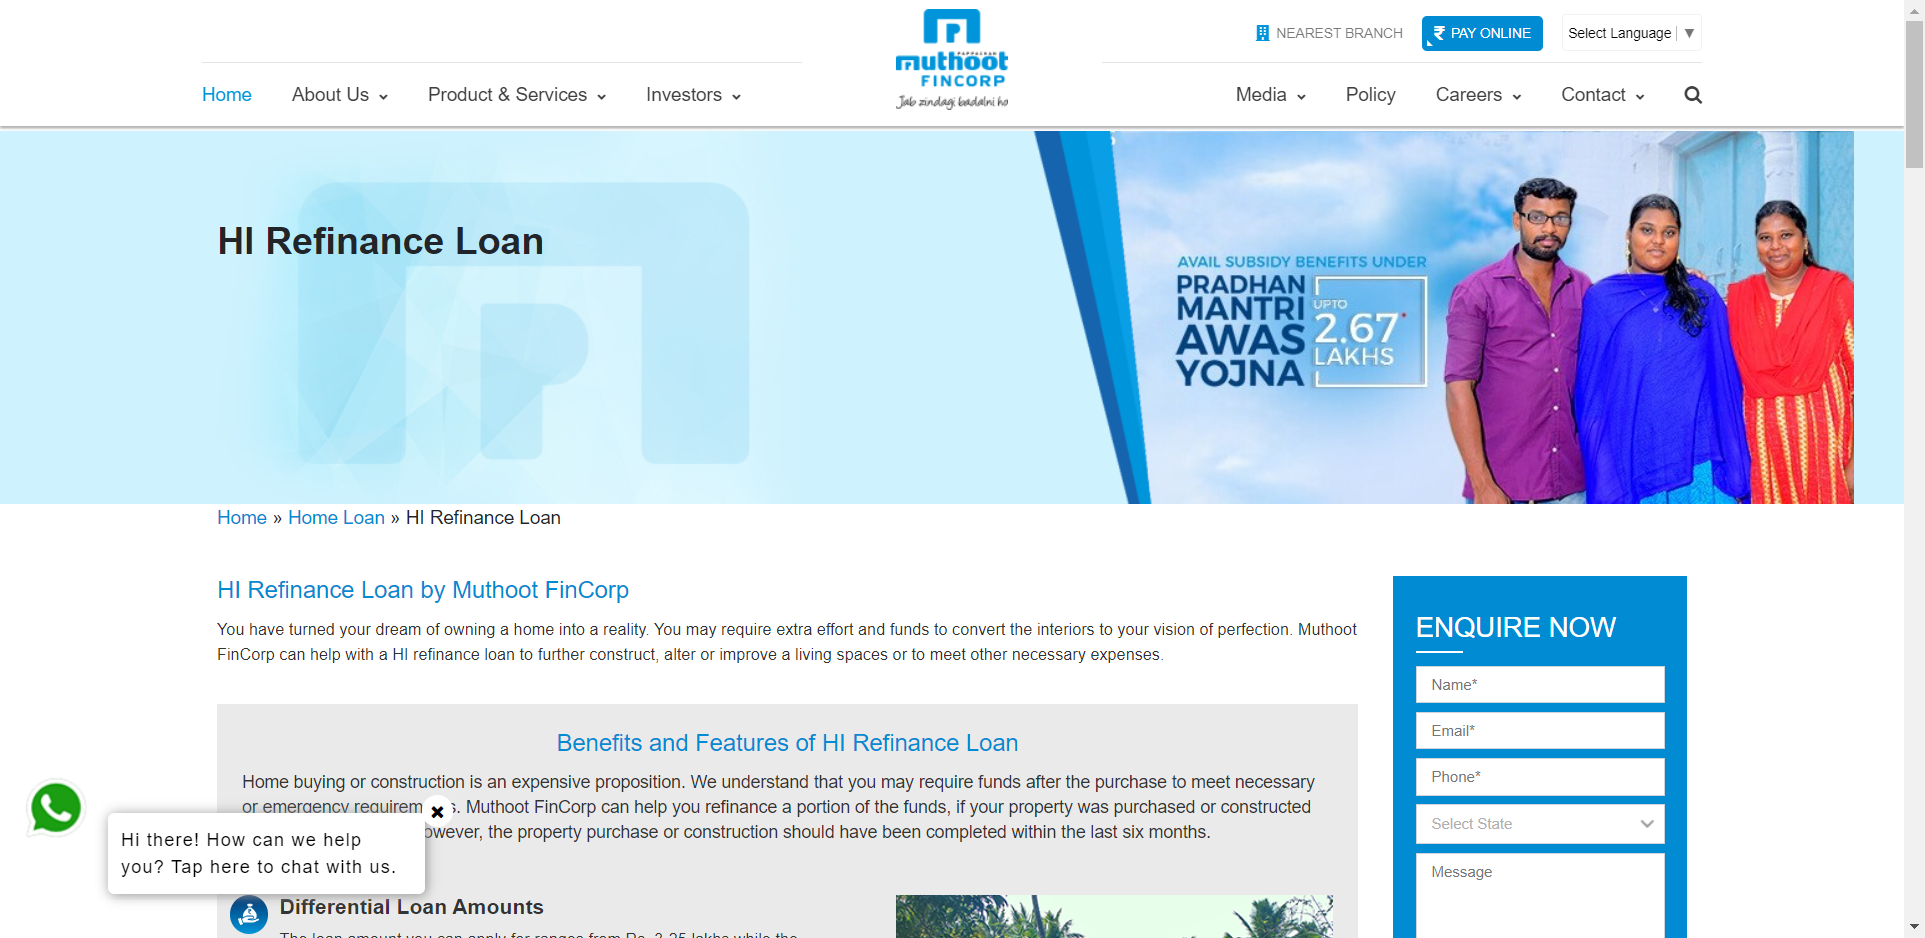 NEAREST BRANCH
PAY ONLINE
Select Language ▼
Home
About Us
Product & Services
Investors
PAPPACHAN
muthoot
FINCORP
Jab zindagi badalni ho
Media
Policy
Careers
Contact
HI Refinance Loan
AVAIL SUBSIDY BENEFITS UNDER
PRADHAN
MANTRI
AWAS
YOJNA
UPTO
2.67*
LAKHS
Home » Home Loan » HI Refinance Loan
HI Refinance Loan by Muthoot FinCorp
You have turned your dream of owning a home into a reality. You may require extra effort and funds to convert the interiors to your vision of perfection. Muthoot
FinCorp can help with a HI refinance loan to further construct, alter or improve a living spaces or to meet other necessary expenses.
Benefits and Features of HI Refinance Loan
Home buying or construction is an expensive proposition. We understand that you may require funds after the purchase to meet necessary
or emergency s. Muthoot FinCorp can help you refinance a portion of the funds, if your property was purchased or constructed
owever, the property purchase or construction should have been completed within the last six months.
Differential Loan Amounts
The loan amount you can apply for ranges from Rs. 3-25 lakhs while the
Hi there! How can we help
you? Tap here to chat with us.
ENQUIRE NOW
Name*
Email*
Phone*
Select State
Message